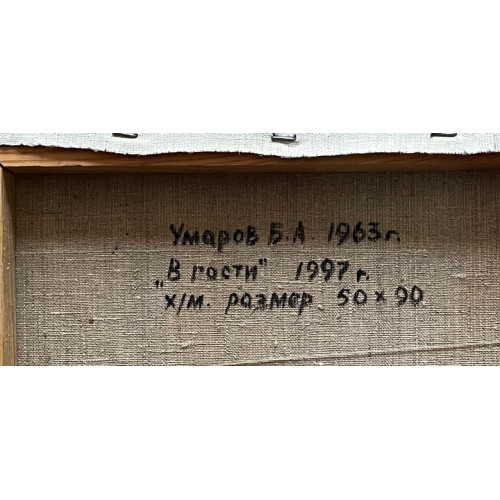 Умаров Б.А 1963г.
"В гости" 1997г.
х/м. размер 50×90